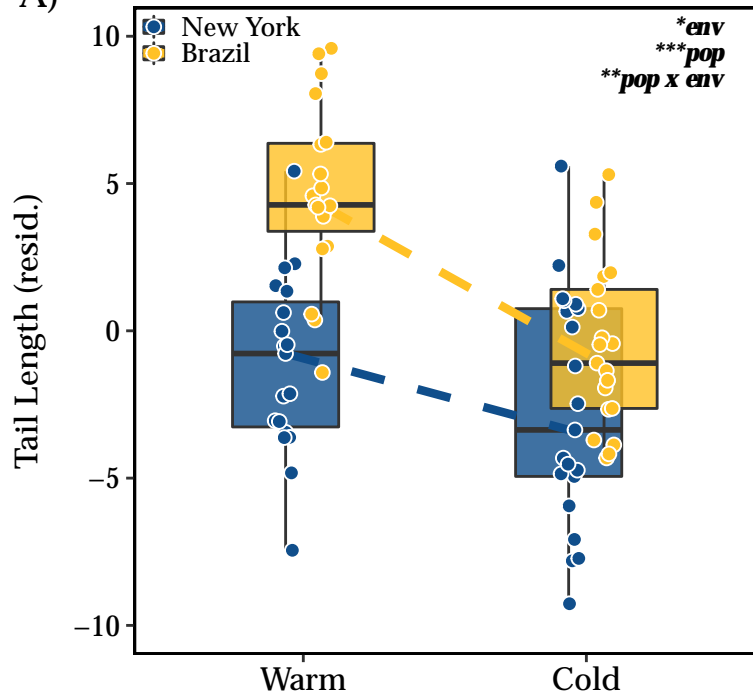 A)
New York
Brazil
*env
***pop
**pop x env
Tail Length (resid.)
10
5
0
−5
−10
Warm
Cold